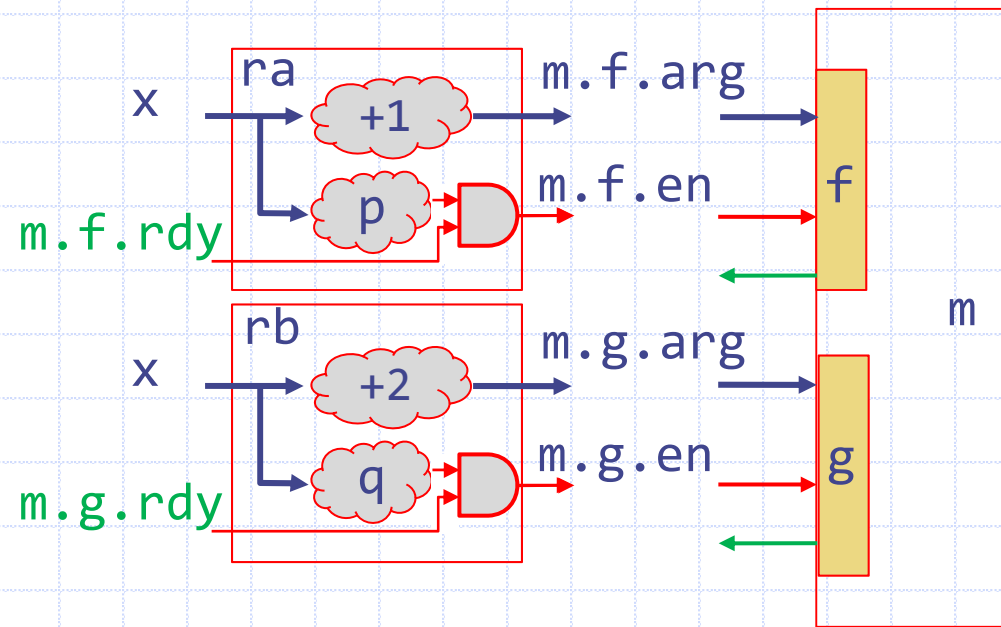 ra
x
+1
m.f.arg
p
m.f.en
m.f.rdy
f
m
rb
x
+2
m.g.arg
q
m.g.en
m.g.rdy
g